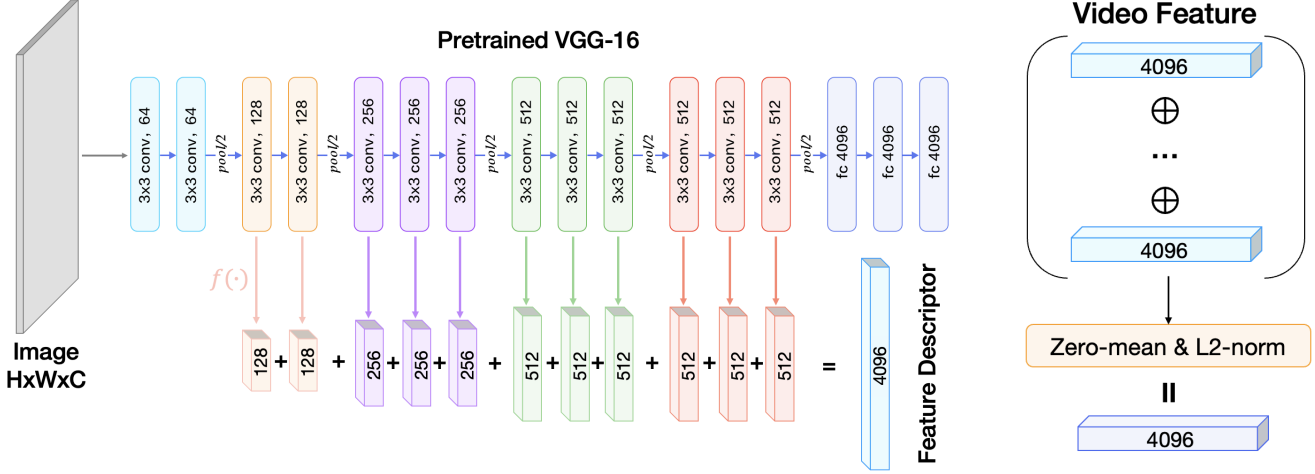 Pretrained VGG-16
Video Feature
3x3 conv, 64
3x3 conv, 64
pool/2
3x3 conv, 128
3x3 conv, 128
pool/2
3x3 conv, 256
3x3 conv, 256
3x3 conv, 256
pool/2
3x3 conv, 512
3x3 conv, 512
3x3 conv, 512
pool/2
3x3 conv, 512
3x3 conv, 512
3x3 conv, 512
pool/2
fc 4096
fc 4096
fc 4096
f(·)
Image
HxWxC
128 + 128 + 256 + 256 + 256 + 512 + 512 + 512 + 512 + 512 + 512 = 4096
Feature Descriptor
4096
⊕
...
⊕
4096
Zero-mean & L2-norm
=
4096